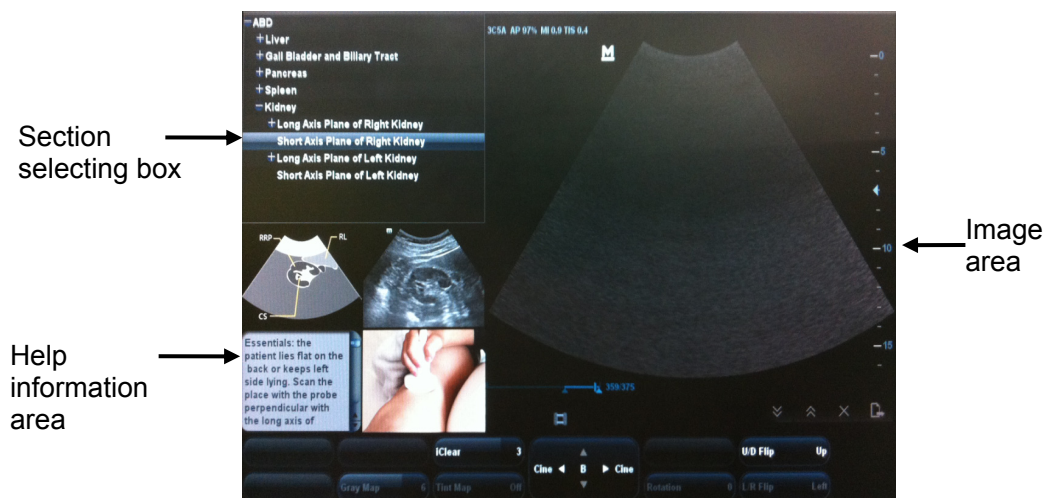 ABD
Liver
Gall Bladder and Biliary Tract
Pancreas
Spleen
Kidney
Long Axis Plane of Right Kidney
Short Axis Plane of Right Kidney
Long Axis Plane of Left Kidney
Short Axis Plane of Left Kidney
3C5A AP 97% MI 0.9 TIS 0.4
M
0
5
10
15
Section
selecting box
Image
area
RRP
RL
CS
Help
information
area
Essentials: the
patient lies flat on the
back or keeps left
side lying. Scan the
place with the probe
perpendicular with
the long axis of
359/375
iClear 3
U/D Flip Up
Cine B Cine
Gray Map 6
Tint Map Off
Rotation 0
L/R Flip Left